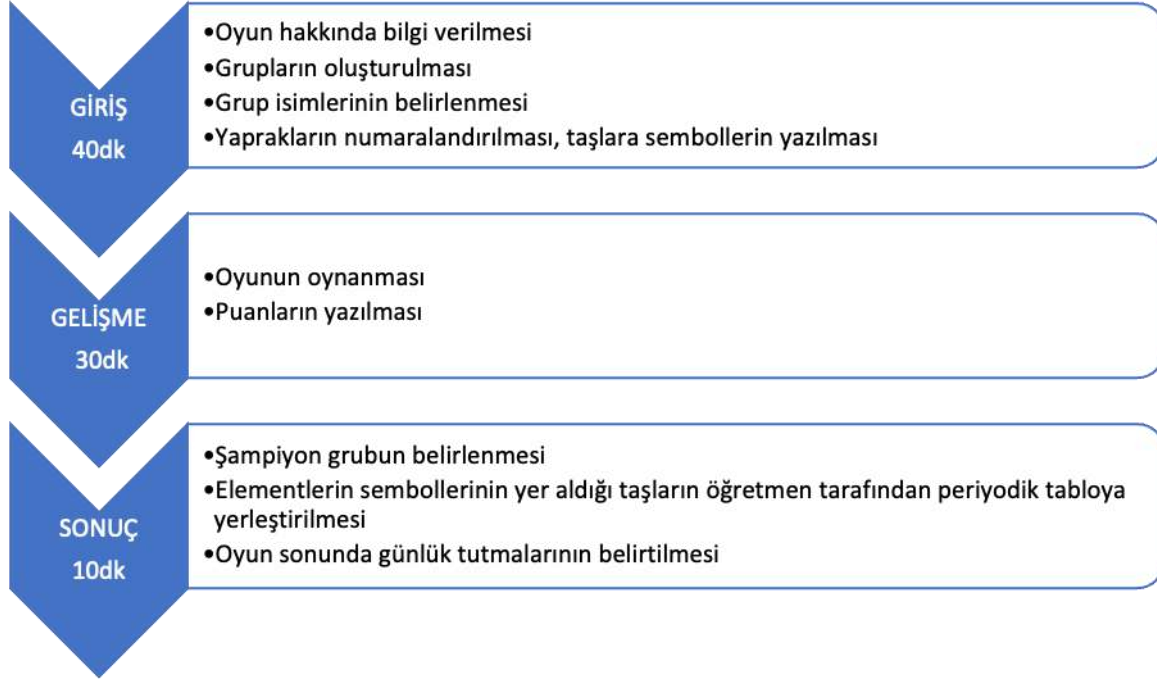 GİRİŞ
40dk
•Oyun hakkında bilgi verilmesi
•Grupların oluşturulması
•Grup isimlerinin belirlenmesi
•Yaprakların numaralandırılması, taşlara sembollerin yazılması
GELİŞME
30dk
•Oyunun oynanması
•Puanların yazılması
SONUÇ
10dk
•Şampiyon grubun belirlenmesi
•Elementlerin sembollerinin yer aldığı taşların öğretmen tarafından periyodik tabloya
yerleştirilmesi
•Oyun sonunda günlük tutmalarının belirtilmesi